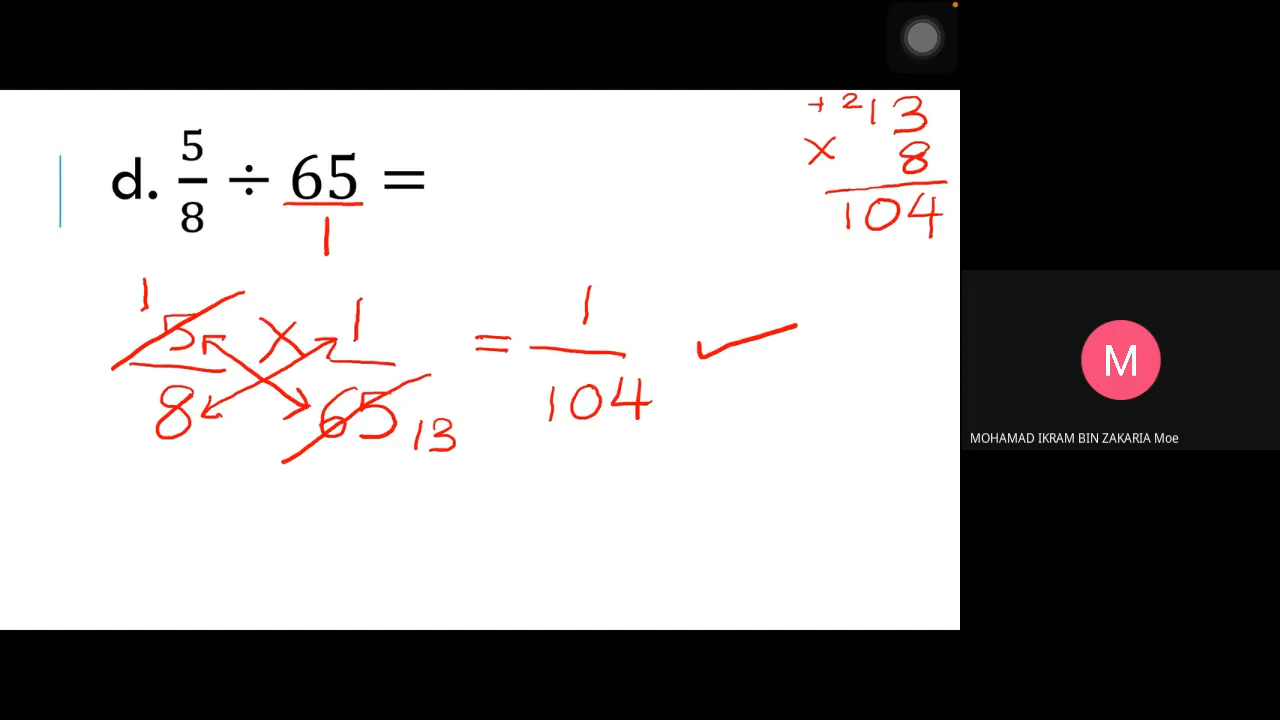 d. 5/8 ÷ 65 =
1
+ 2 13
× 8
104
1 5/8 × 1/65 13 = 1/104 ✓
M
MOHAMAD IKRAM BIN ZAKARIA Moe